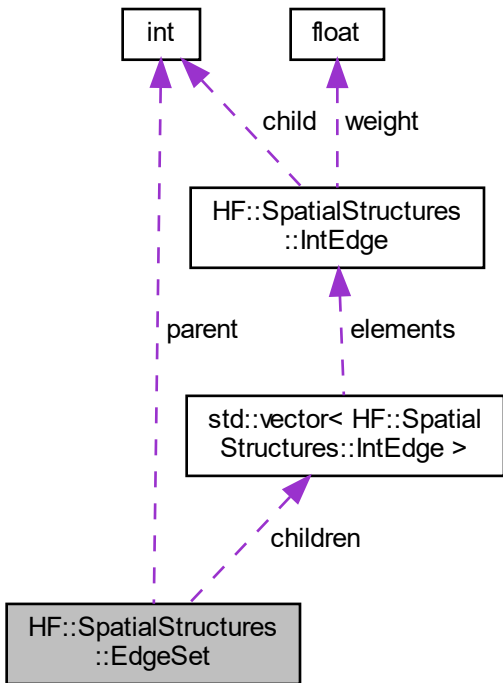 int
float
child
weight
HF::SpatialStructures
::IntEdge
parent
elements
std::vector< HF::Spatial
Structures::IntEdge >
children
HF::SpatialStructures
::EdgeSet